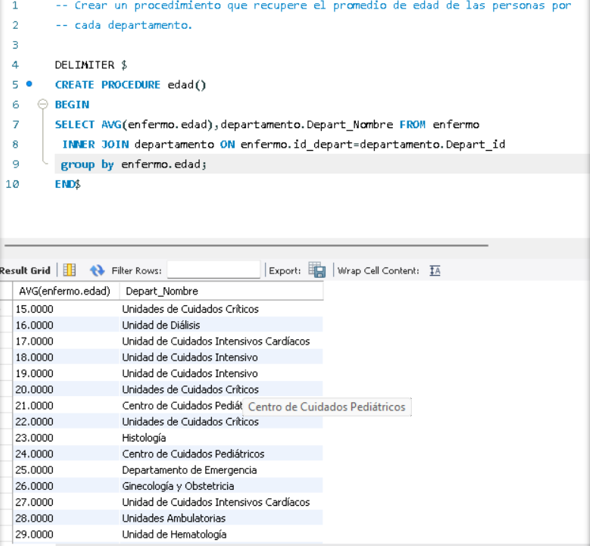 1 -- Crear un procedimiento que recupere el promedio de edad de las personas por
2 -- cada departamento.
3
4 DELIMITER $
5 CREATE PROCEDURE edad()
6 BEGIN
7 SELECT AVG(enfermo.edad),departamento.Depart_Nombre FROM enfermo
8 INNER JOIN departamento ON enfermo.id_depart=departamento.Depart_id
9 group by enfermo.edad;
10 END$
Result Grid Filter Rows: Export: Wrap Cell Content: IA
AVG(enfermo.edad) Depart_Nombre
15.0000 Unidades de Cuidados Críticos
16.0000 Unidad de Diálisis
17.0000 Unidad de Cuidados Intensivos Cardíacos
18.0000 Unidad de Cuidados Intensivo
19.0000 Unidad de Cuidados Intensivo
20.0000 Unidades de Cuidados Críticos
21.0000 Centro de Cuidados Pediát Centro de Cuidados Pediátricos
22.0000 Unidades de Cuidados Críticos
23.0000 Histología
24.0000 Centro de Cuidados Pediátricos
25.0000 Departamento de Emergencia
26.0000 Ginecología y Obstetricia
27.0000 Unidad de Cuidados Intensivos Cardíacos
28.0000 Unidades Ambulatorias
29.0000 Unidad de Hematología